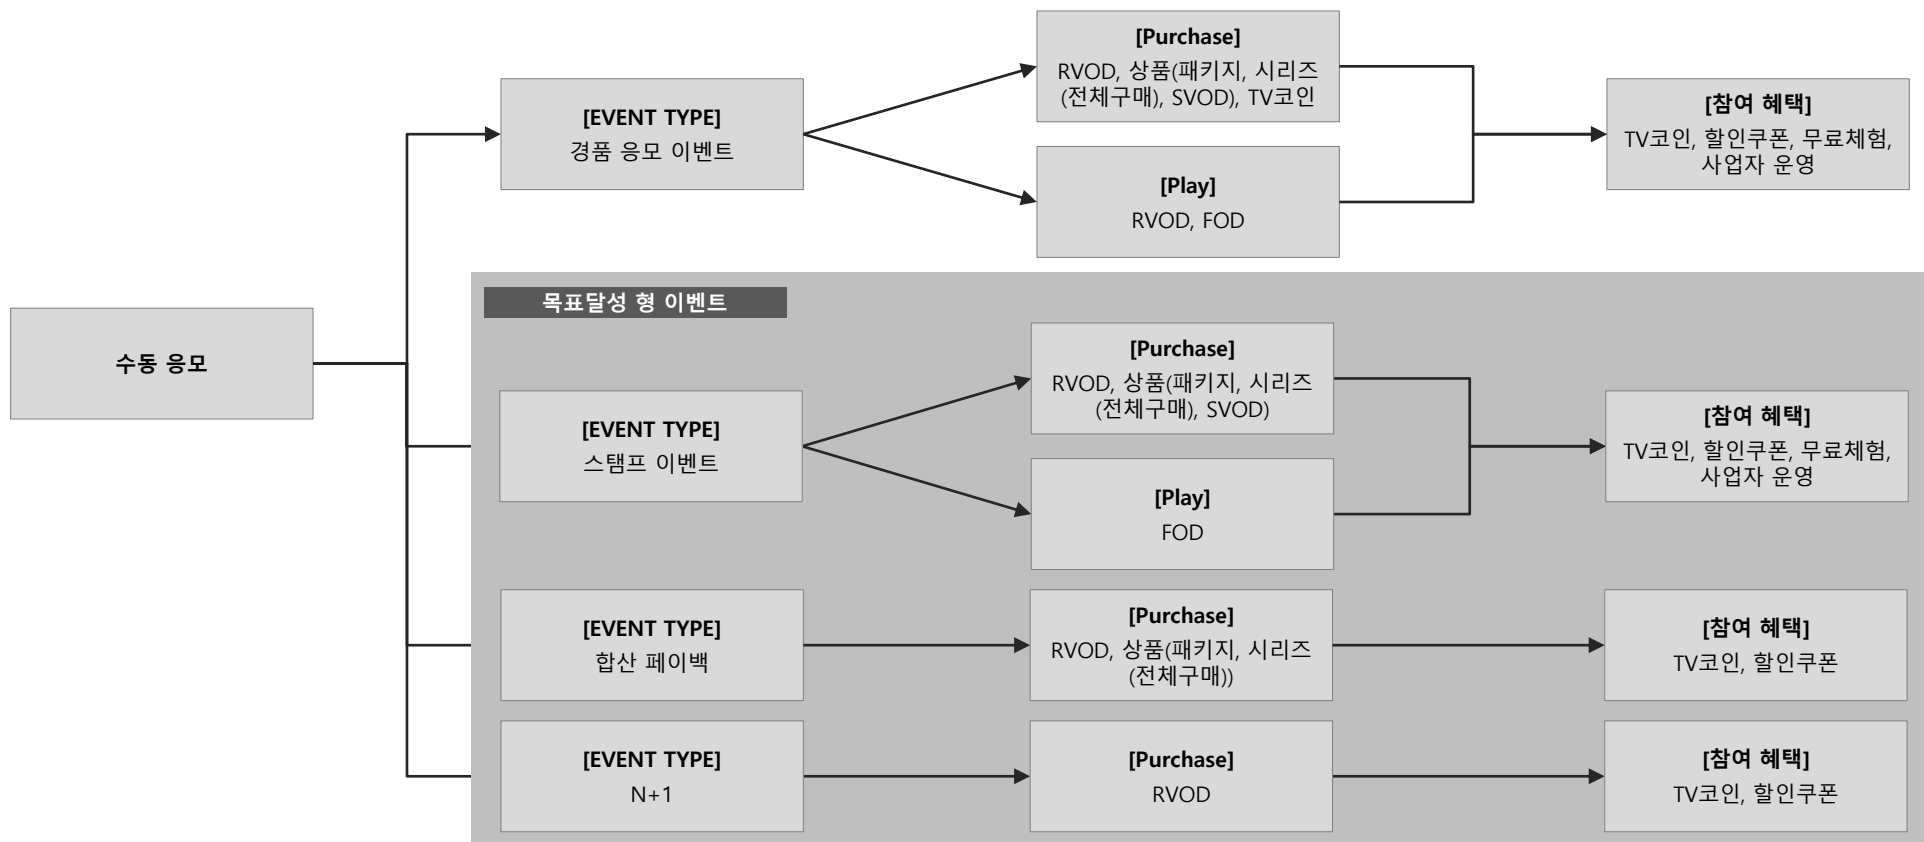 수동 응모
[EVENT TYPE]
경품 응모 이벤트
[Purchase]
RVOD, 상품(패키지, 시리즈
(전체구매), SVOD), TV코인
[Play]
RVOD, FOD
[참여 혜택]
TV코인, 할인쿠폰, 무료체험,
사업자 운영
목표달성 형 이벤트
[EVENT TYPE]
스탬프 이벤트
[Purchase]
RVOD, 상품(패키지, 시리즈
(전체구매), SVOD)
[Play]
FOD
[참여 혜택]
TV코인, 할인쿠폰, 무료체험,
사업자 운영
[EVENT TYPE]
합산 페이백
[Purchase]
RVOD, 상품(패키지, 시리즈
(전체구매))
[참여 혜택]
TV코인, 할인쿠폰
[EVENT TYPE]
N+1
[Purchase]
RVOD
[참여 혜택]
TV코인, 할인쿠폰